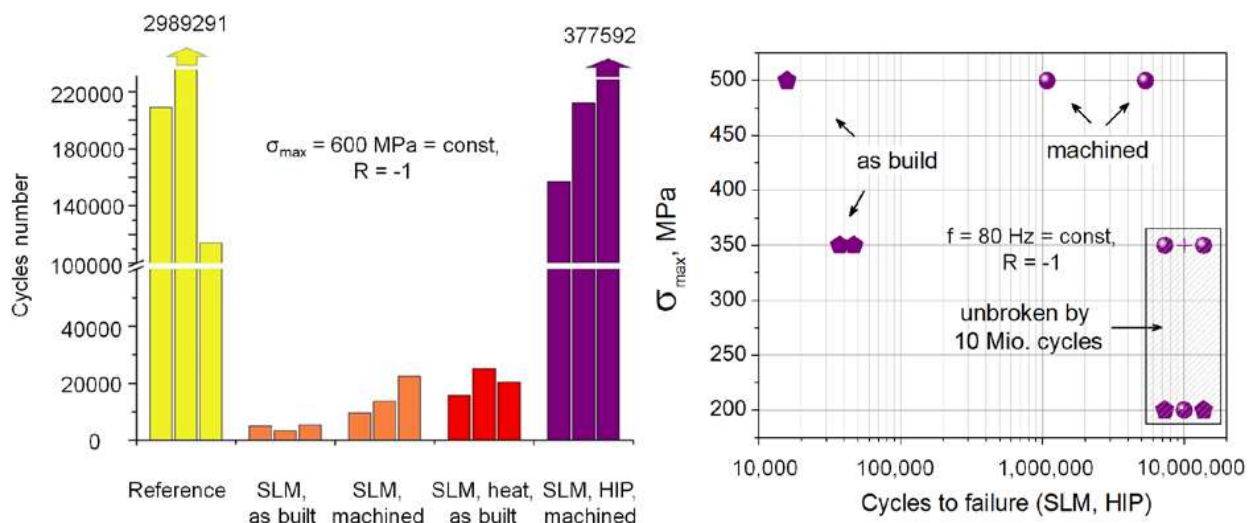 2989291
377592
220000
180000
140000
100000
40000
20000
0
Cycles number
σmax = 600 MPa = const,
R = -1
Reference
SLM,
as built
SLM,
machined
SLM, heat,
as built
SLM, HIP,
machined
500
450
400
350
300
250
200
σmax, MPa
as build
machined
f = 80 Hz = const,
R = -1
unbroken by
10 Mio. cycles
10,000
100,000
1,000,000
10,000,000
Cycles to failure (SLM, HIP)